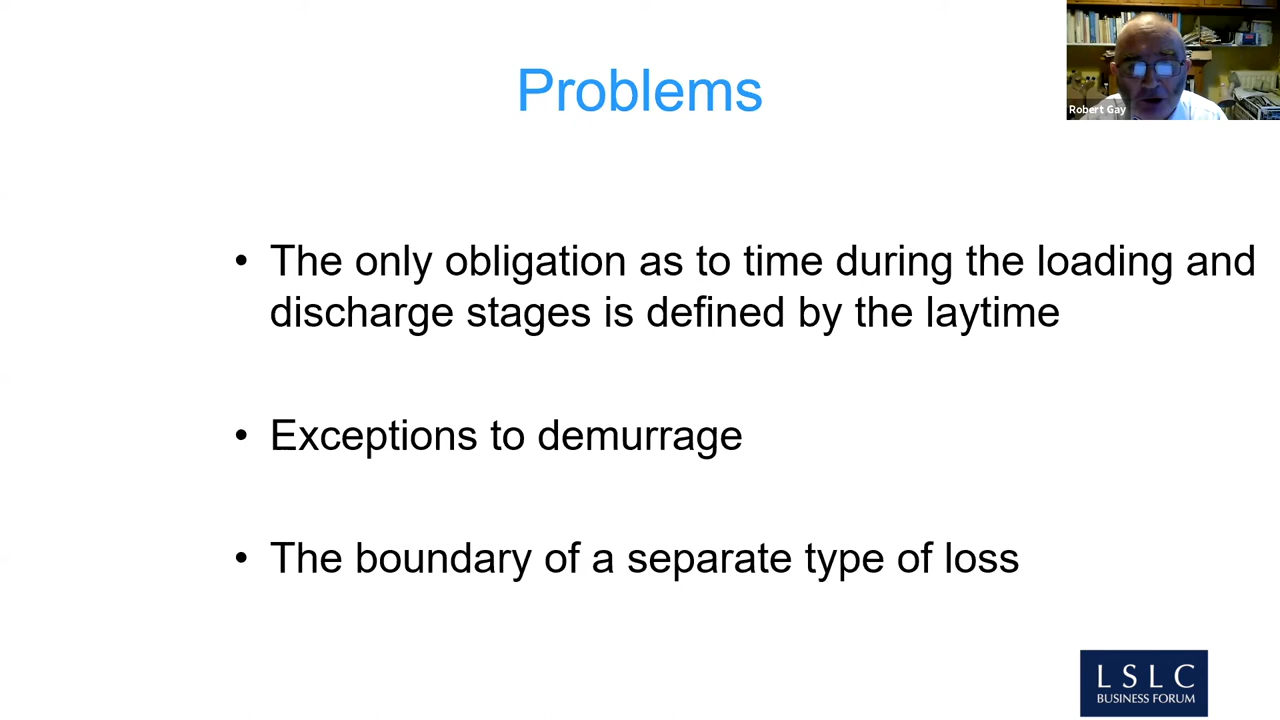 Problems
Robert Gay
• The only obligation as to time during the loading and
discharge stages is defined by the laytime
• Exceptions to demurrage
• The boundary of a separate type of loss
LSLC
BUSINESS FORUM